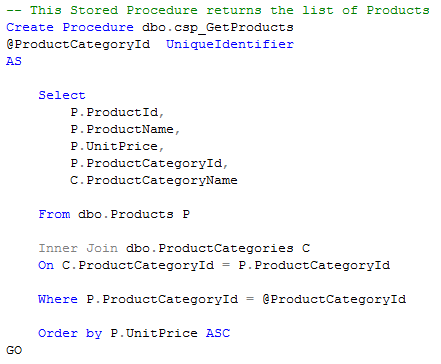 -- This Stored Procedure returns the list of Products
Create Procedure dbo.csp_GetProducts
@ProductCategoryId  UniqueIdentifier
AS
Select
P.ProductId,
P.ProductName,
P.UnitPrice,
P.ProductCategoryId,
C.ProductCategoryName
From dbo.Products P
Inner Join dbo.ProductCategories C
On C.ProductCategoryId = P.ProductCategoryId
Where P.ProductCategoryId = @ProductCategoryId
Order by P.UnitPrice ASC
GO